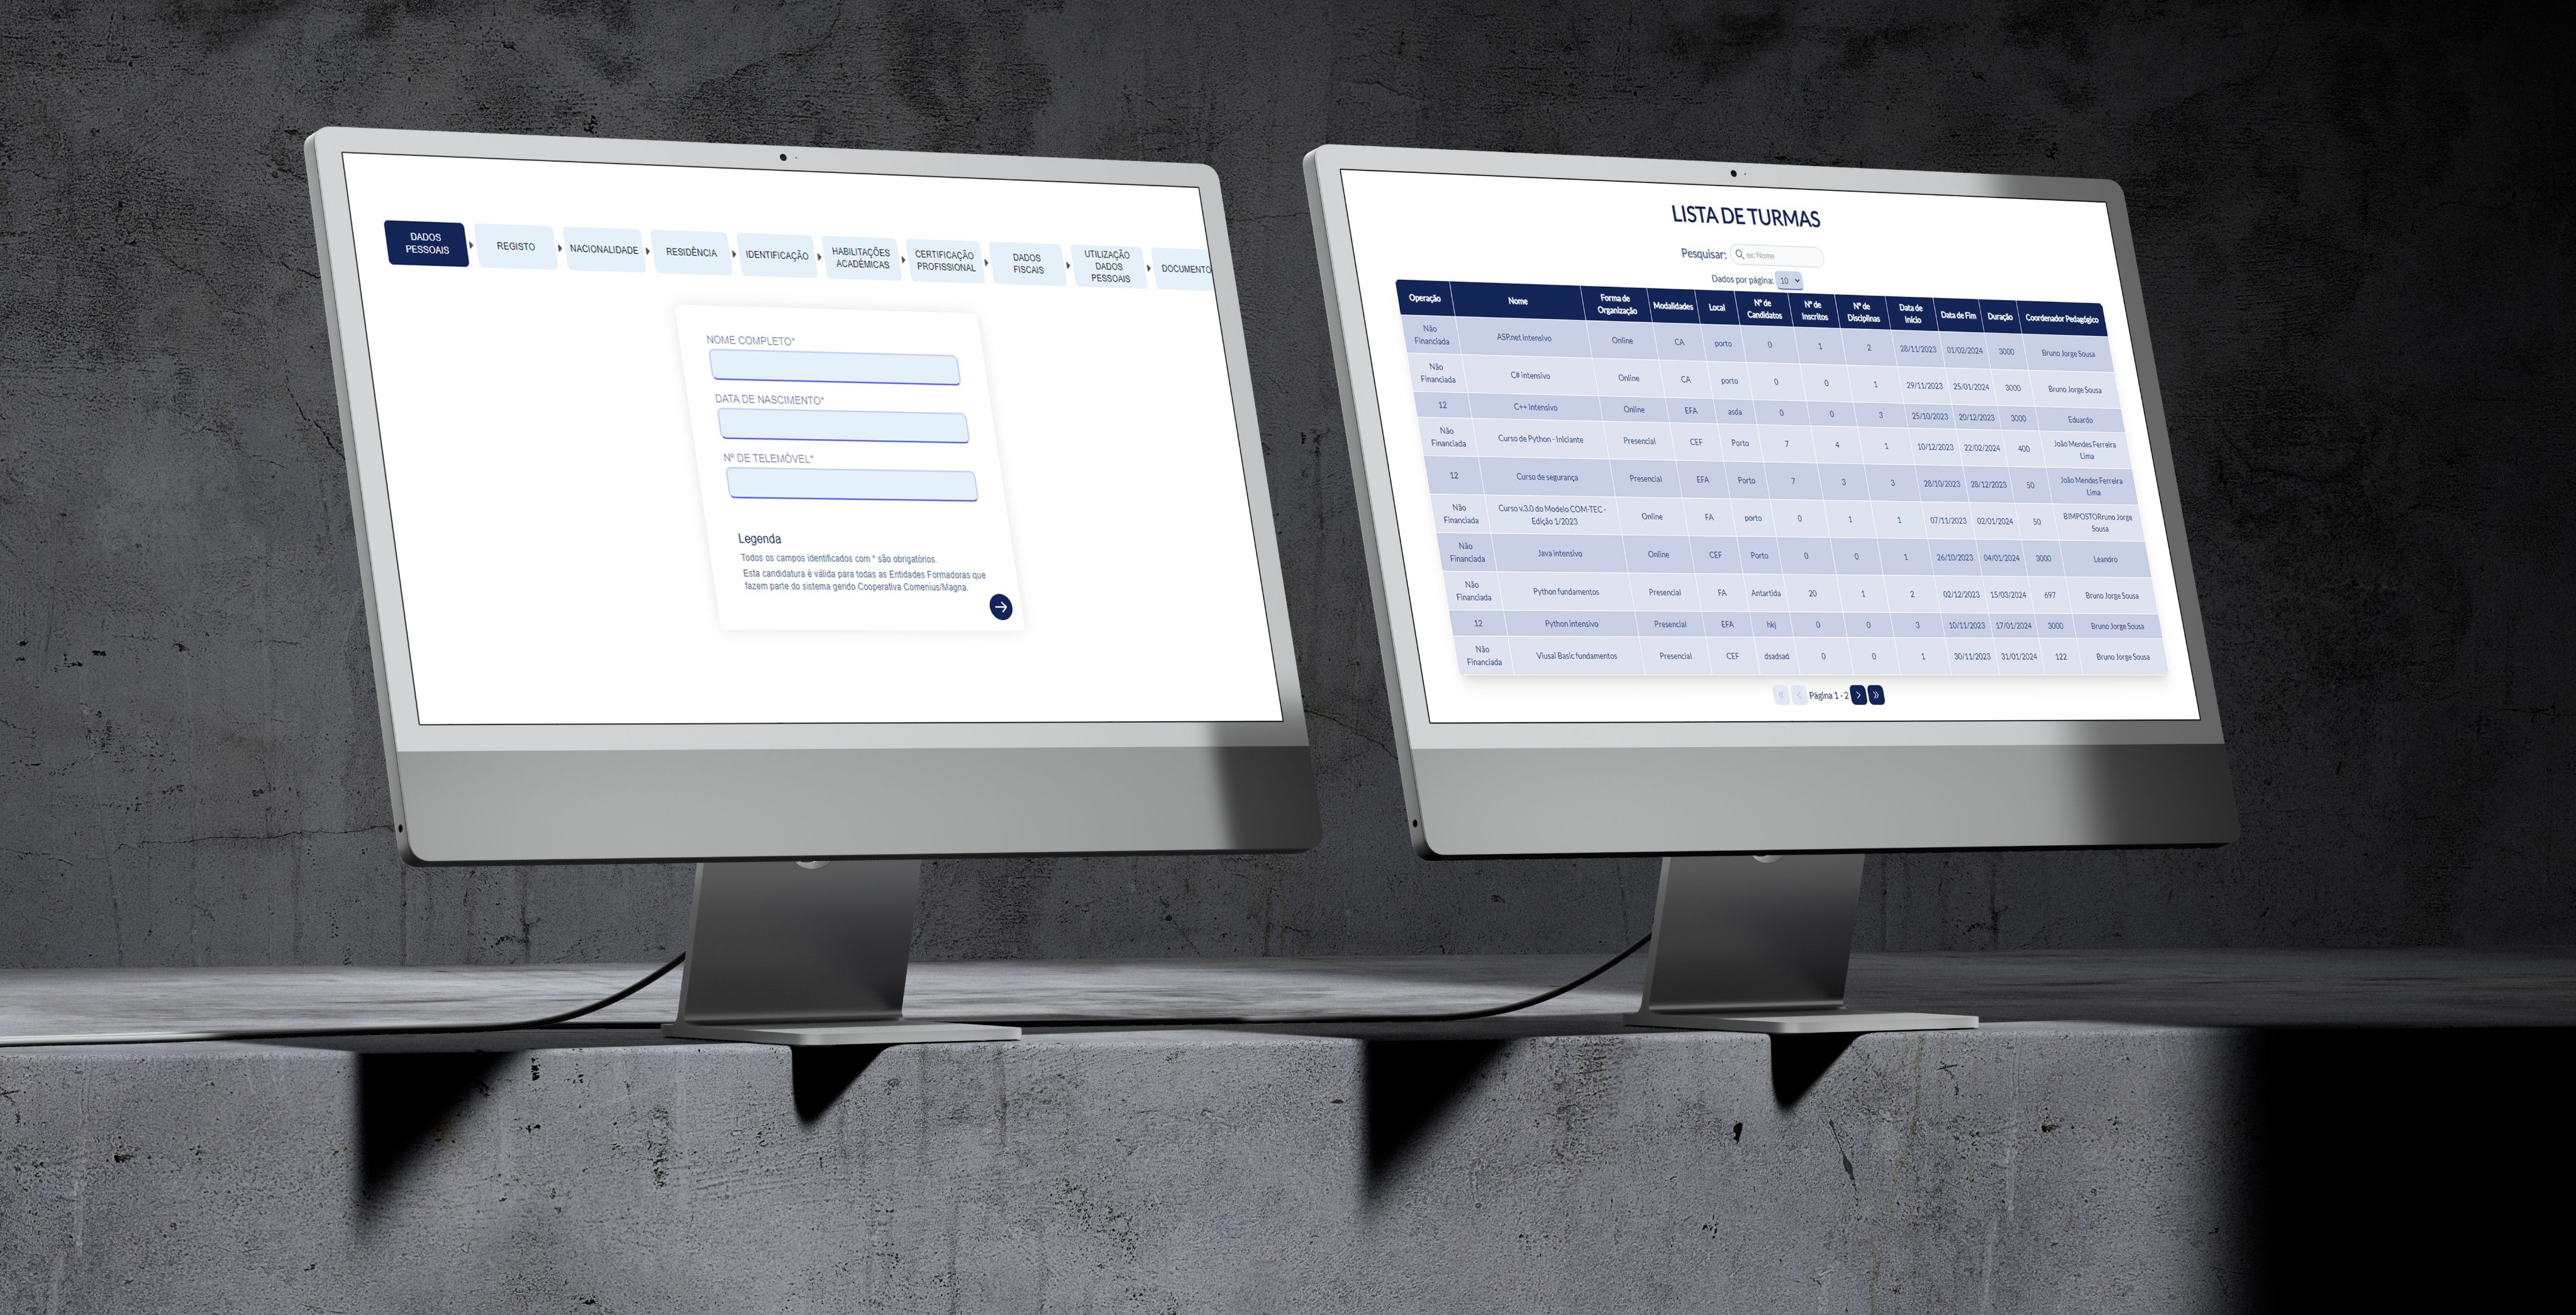 DADOS
PESSOAIS
REGISTO
NACIONALIDADE
RESIDÊNCIA
IDENTIFICAÇÃO
HABILITAÇÕES
ACADÉMICAS
CERTIFICAÇÃO
PROFISSIONAL
DADOS
FISCAIS
UTILIZAÇÃO
DADOS
PESSOAIS
DOCUMENTO
NOME COMPLETO*
DATA DE NASCIMENTO*
Nº DE TELEMÓVEL*
Legenda
Todos os campos identificados com * são obrigatórios.
Esta candidatura é válida para todas as Entidades Formadoras que
fazem parte do sistema gerido Cooperativa Comenius/Magna.
LISTA DE TURMAS
Pesquisar: ex: Nome
Dados por página: 10
Operação Nome Forma de Organização Modalidades Local Nº de Candidatos Nº de Inscritos Nº de Disciplinas Data de Início Data de Fim Duração Coordenador Pedagógico
Não Financiada ASP.net intensivo Online CA porto 0 1 2 28/11/2023 01/02/2024 3000 Bruno Jorge Sousa
Não Financiada C# intensivo Online CA porto 0 0 1 29/11/2023 25/01/2024 3000 Bruno Jorge Sousa
12 C++ intensivo Online EFA asda 0 0 3 25/10/2023 20/12/2023 3000 Eduardo
Não Financiada Curso de Python - Iniciante Presencial CEF Porto 7 4 1 10/12/2023 22/02/2024 400 João Mendes Ferreira Lima
12 Curso de segurança Presencial EFA Porto 7 3 3 28/10/2023 28/12/2023 50 João Mendes Ferreira Lima
Não Financiada Curso v.3.0 do Modelo COM-TEC - Edição 1/2023 Online FA porto 0 1 1 07/11/2023 02/01/2024 50 BIMPOSTORruno Jorge Sousa
Não Financiada Java intensivo Online CEF Porto 0 0 1 26/10/2023 04/01/2024 3000 Leandro
Não Financiada Python fundamentos Presencial FA Antartida 20 1 2 02/12/2023 15/03/2024 697 Bruno Jorge Sousa
12 Python intensivo Presencial EFA hkj 0 0 3 10/11/2023 17/01/2024 3000 Bruno Jorge Sousa
Não Financiada Viusal Basic fundamentos Presencial CEF dsadsad 0 0 1 30/11/2023 31/01/2024 122 Bruno Jorge Sousa
Página 1 - 2